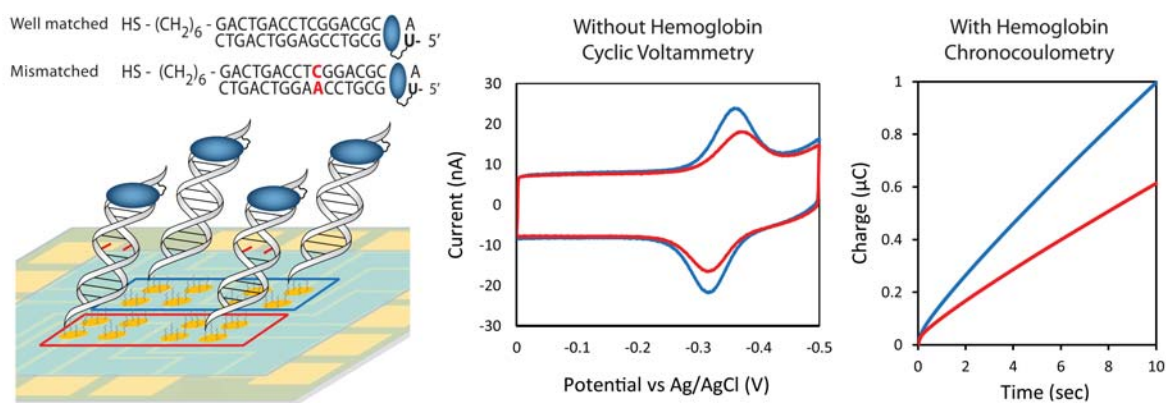 Well matched HS - (CH2)6 - GACTGACCTCGGACGC A
CTGACTGGAGCCTGCG U- 5'
Mismatched HS - (CH2)6 - GACTGACCTCGGACGC A
CTGACTGGAACCTGCG U- 5'
Without Hemoglobin
Cyclic Voltammetry
Current (nA)
30
20
10
0
-10
-20
-30
0 -0.1 -0.2 -0.3 -0.4 -0.5
Potential vs Ag/AgCl (V)
With Hemoglobin
Chronocoulometry
Charge (μC)
1
0.8
0.6
0.4
0.2
0
0 2 4 6 8 10
Time (sec)